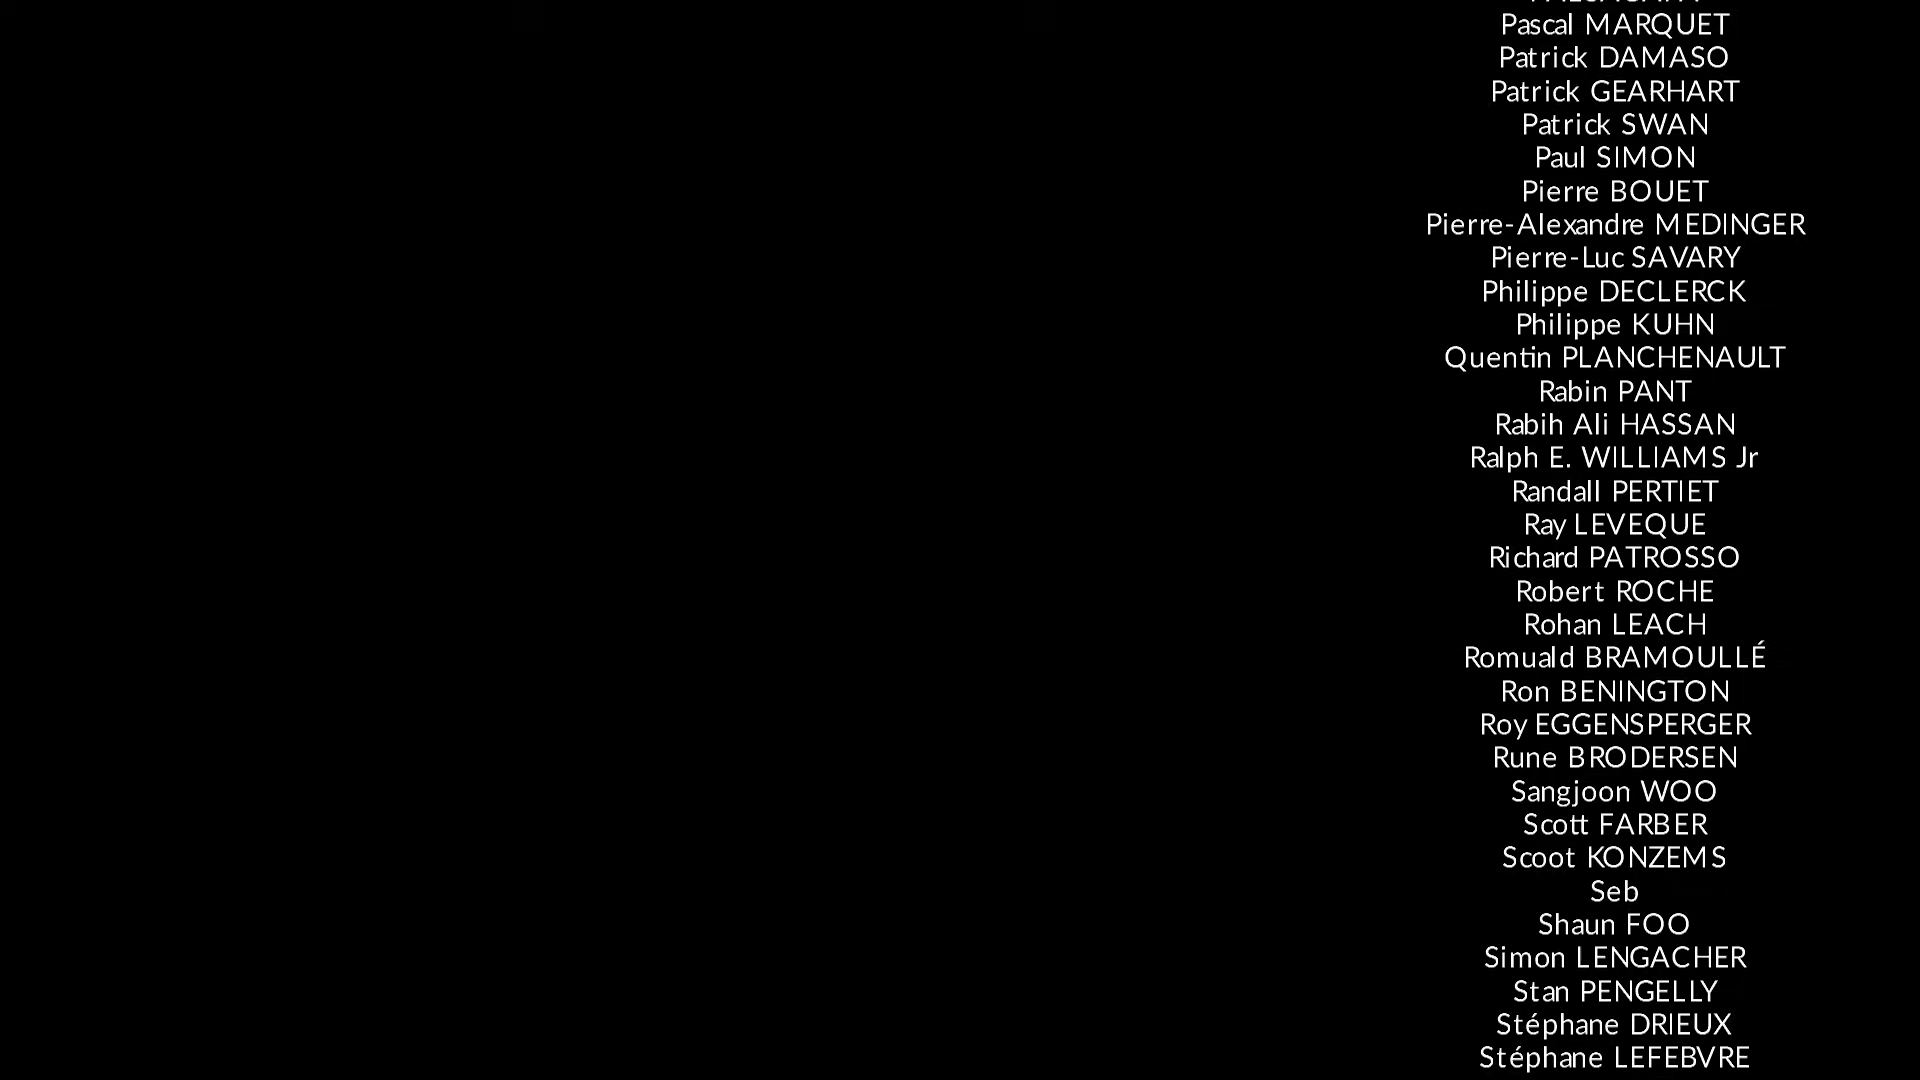 Pascal MARQUET
Patrick DAMASO
Patrick GEARHART
Patrick SWAN
Paul SIMON
Pierre BOUET
Pierre-Alexandre MEDINGER
Pierre-Luc SAVARY
Philippe DECLERCK
Philippe KUHN
Quentin PLANCHENAULT
Rabin PANT
Rabih Ali HASSAN
Ralph E. WILLIAMS Jr
Randall PERTIET
Ray LEVEQUE
Richard PATROSSO
Robert ROCHE
Rohan LEACH
Romuald BRAMOULLÉ
Ron BENINGTON
Roy EGGENSPERGER
Rune BRODERSEN
Sangjoon WOO
Scott FARBER
Scoot KONZEMS
Seb
Shaun FOO
Simon LENGACHER
Stan PENGELLY
Stéphane DRIEUX
Stéphane LEFEBVRE